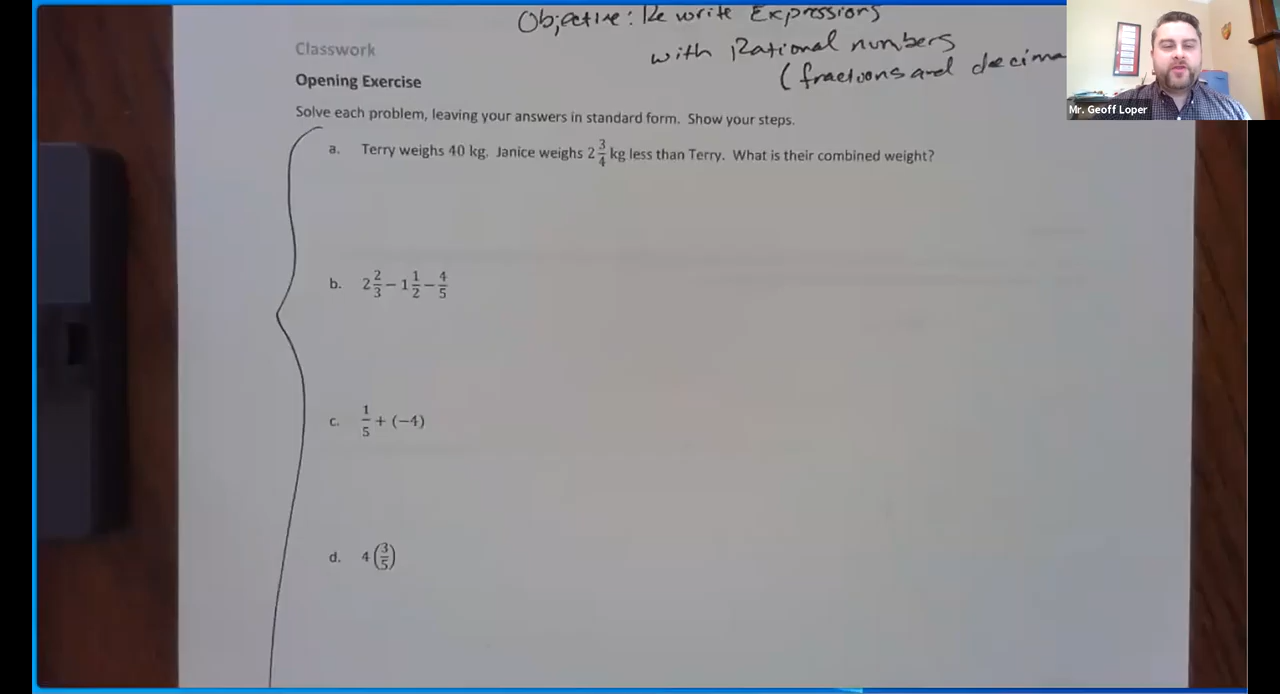 Objective: Rewrite Expressions
with Rational numbers
(fractions and decima
Classwork
Opening Exercise
Solve each problem, leaving your answers in standard form. Show your steps.
a. Terry weighs 40 kg. Janice weighs 2 3/4 kg less than Terry. What is their combined weight?
b. 2 2/3 − 1 1/2 − 4/5
c. 1/5 + (−4)
d. 4 (3/5)
Mr. Geoff Loper